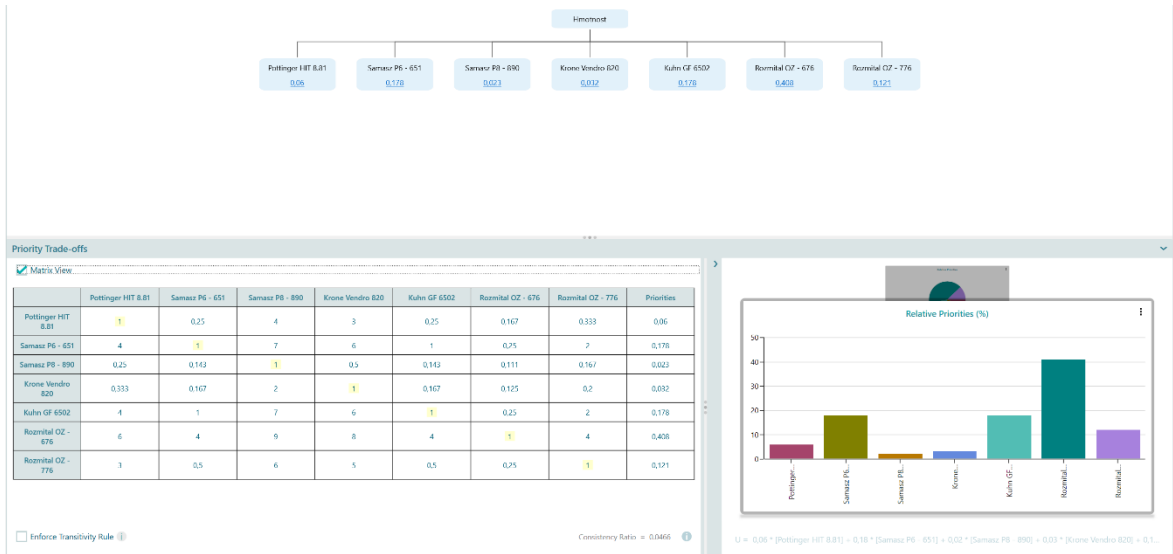 Hmotnost
Pottinger HIT 8.81 Samasz P6 - 651 Samasz P8 - 890 Krone Vendro 820 Kuhn GF 6502 Rozmital OZ - 676 Rozmital OZ - 776
0,06 0,178 0,023 0,032 0,178 0,408 0,121
Priority Trade-offs
Matrix View
Pottinger HIT 8.81 Samasz P6 - 651 Samasz P8 - 890 Krone Vendro 820 Kuhn GF 6502 Rozmital OZ - 676 Rozmital OZ - 776 Priorities
Pottinger HIT 8.81 1 0,25 4 3 0,25 0,167 0,333 0,06
Samasz P6 - 651 4 1 7 6 1 0,25 2 0,178
Samasz P8 - 890 0,25 0,143 1 0,5 0,143 0,111 0,167 0,023
Krone Vendro 820 0,333 0,167 2 1 0,167 0,125 0,2 0,032
Kuhn GF 6502 4 1 7 6 1 0,25 2 0,178
Rozmital OZ - 676 6 4 9 8 4 1 4 0,408
Rozmital OZ - 776 3 0,5 6 5 0,5 0,25 1 0,121
Enforce Transitivity Rule
Consistency Ratio = 0.0466
Relative Priorities (%)
50
40
30
20
10
0
Pottinger...
Samasz P6...
Samasz P8...
Krone...
Kuhn GF...
Rozmital...
Rozmital...
U = 0,06 * [Pottinger HIT 8.81] + 0,18 * [Samasz P6 - 651] + 0,02 * [Samasz P8 - 890] + 0,03 * [Krone Vendro 820] + 0,1...